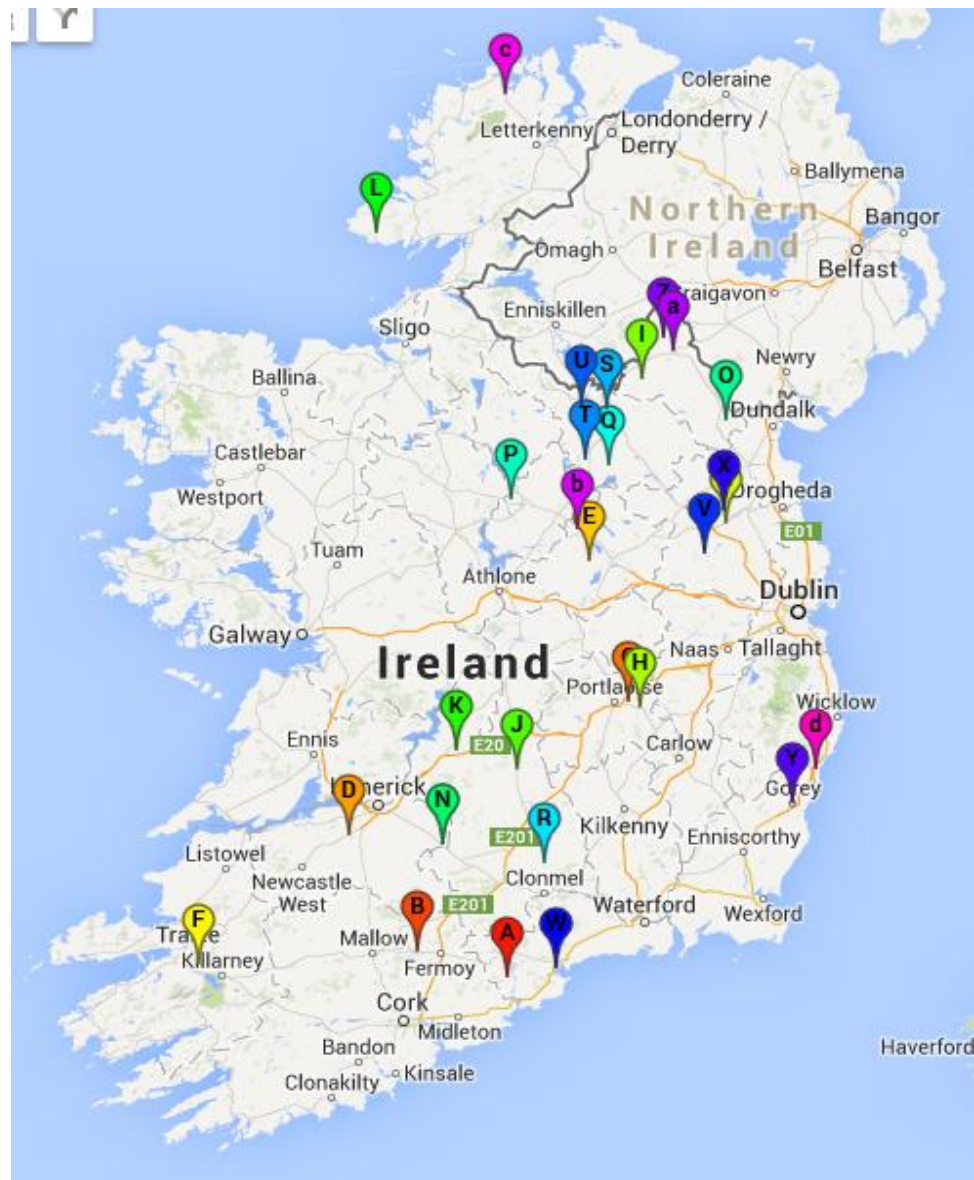 Y
c
Coleraine
Londonderry /
Derry
Letterkenny
Ballymena
L
Northern
Ireland
Bangor
Omagh
Belfast
Z
a
Craigavon
Enniskillen
I
Sligo
Newry
U
S
O
Ballina
Dundalk
T
Q
Castlebar
P
X
b
Drogheda
Westport
V
E
E01
Tuam
Athlone
Dublin
Galway
Ireland
H
Naas
Tallaght
Portlaoise
K
J
Wicklow
d
E20
Carlow
Ennis
Y
D
Limerick
Gorey
N
R
Kilkenny
E201
Enniscorthy
Listowel
Clonmel
Newcastle
West
B
E201
Waterford
F
A
W
Wexford
Tralee
Mallow
Killarney
Fermoy
Cork
Midleton
Bandon
Haverford
Kinsale
Clonakilty